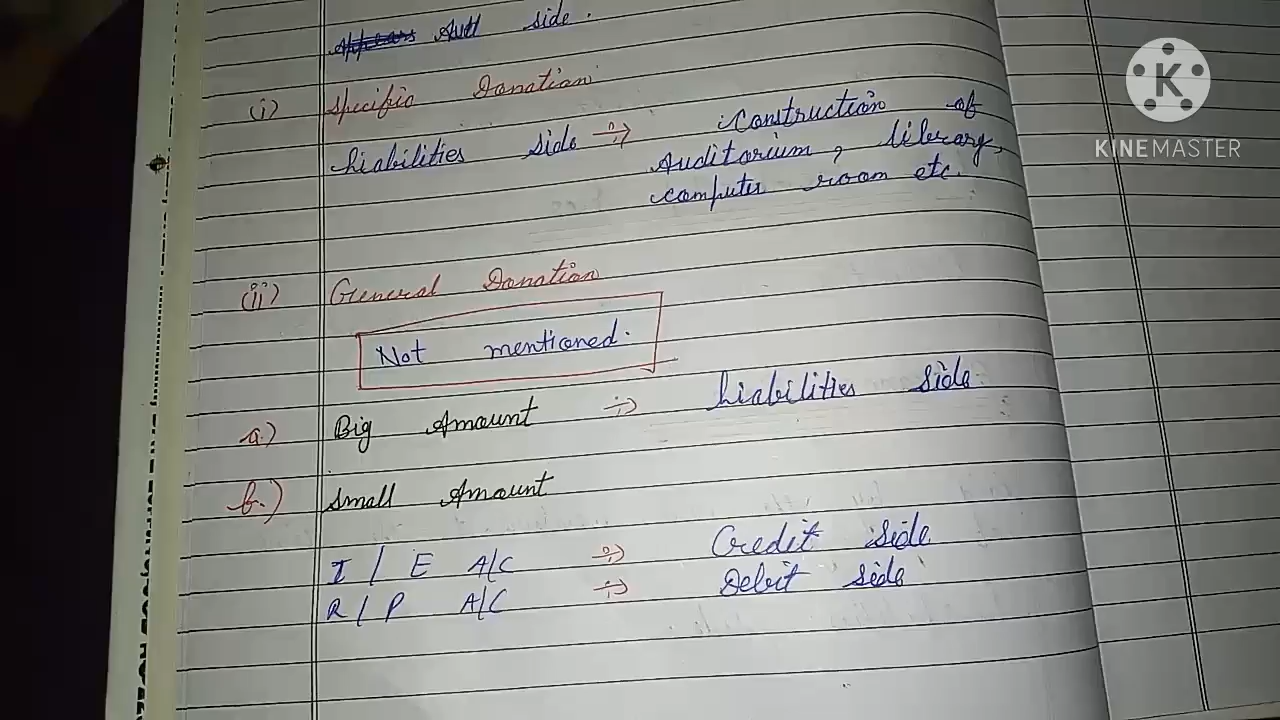 side.
(i) Specific Donation
Liabilities side ⇒ Construction of
Auditorium, library,
computer room etc.
(ii) General Donation
Not mentioned.
a.) Big Amount ⇒ Liabilities side
b.) Small Amount
I / E A/C ⇒ Credit side
R / P A/C ⇒ Debit side
K
KINEMASTER